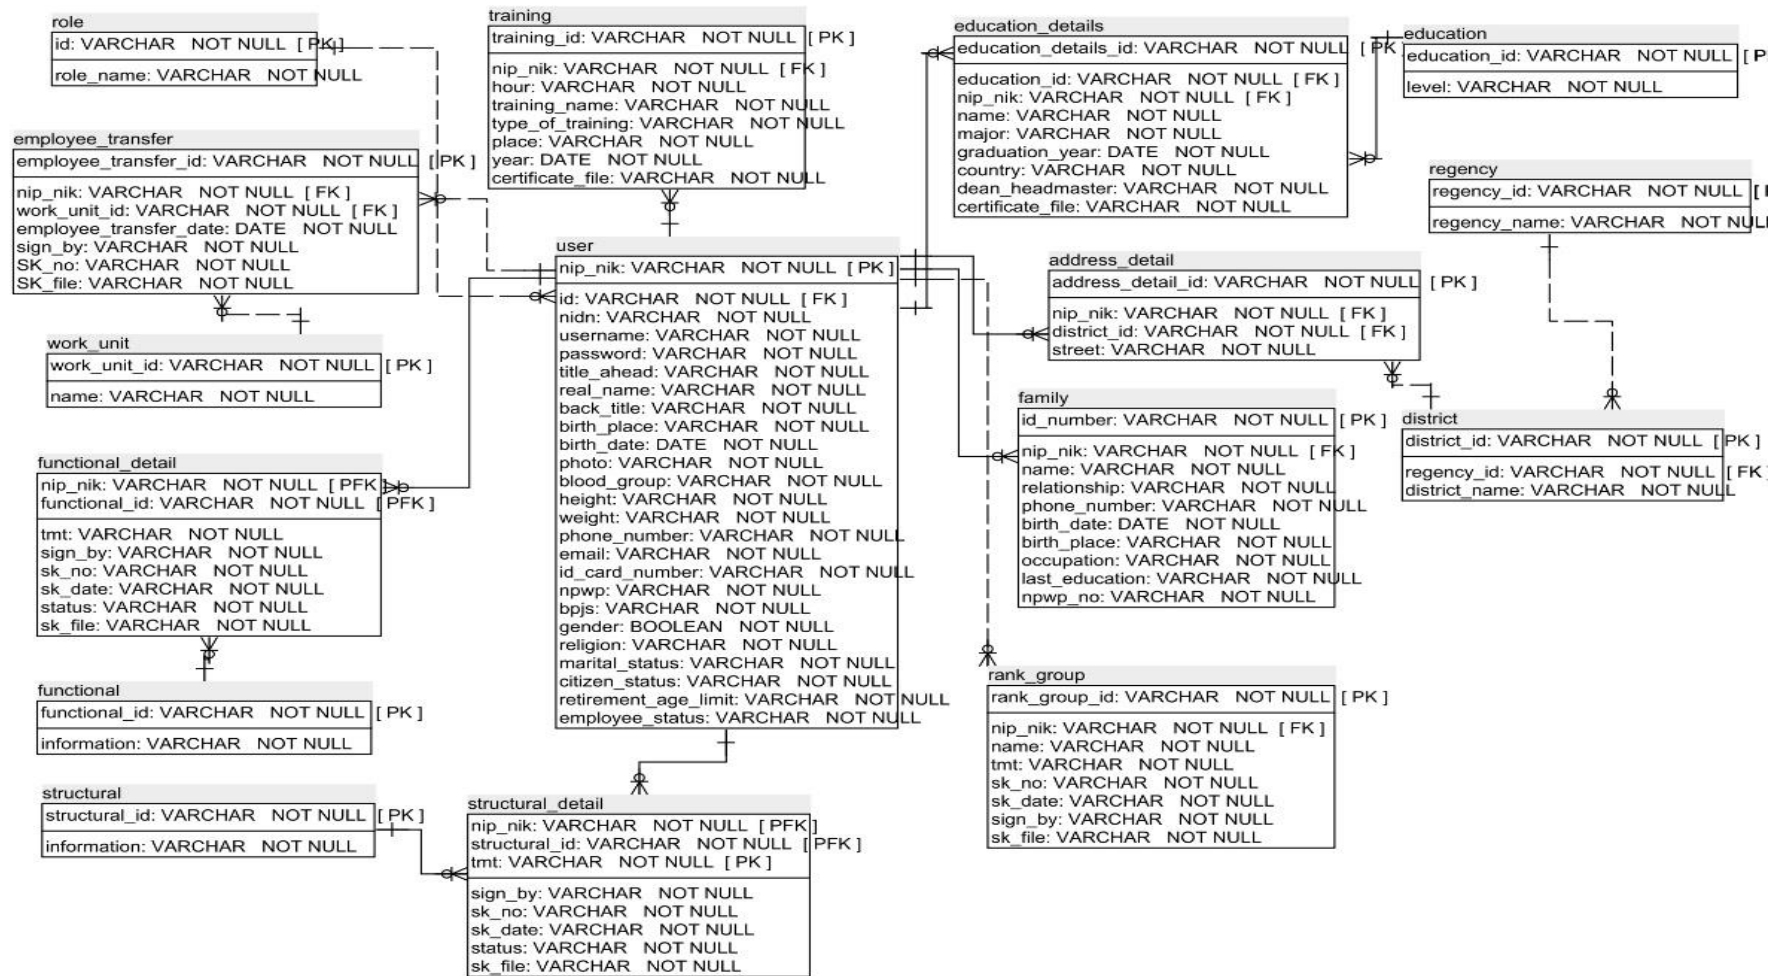 role
id: VARCHAR NOT NULL [ PK ]
role_name: VARCHAR NOT NULL
employee_transfer
employee_transfer_id: VARCHAR NOT NULL [ PK ]
nip_nik: VARCHAR NOT NULL [ FK ]
work_unit_id: VARCHAR NOT NULL [ FK ]
employee_transfer_date: DATE NOT NULL
sign_by: VARCHAR NOT NULL
SK_no: VARCHAR NOT NULL
SK_file: VARCHAR NOT NULL
work_unit
work_unit_id: VARCHAR NOT NULL [ PK ]
name: VARCHAR NOT NULL
functional_detail
nip_nik: VARCHAR NOT NULL [ PFK ]
functional_id: VARCHAR NOT NULL [ PFK ]
tmt: VARCHAR NOT NULL
sign_by: VARCHAR NOT NULL
sk_no: VARCHAR NOT NULL
sk_date: VARCHAR NOT NULL
status: VARCHAR NOT NULL
sk_file: VARCHAR NOT NULL
functional
functional_id: VARCHAR NOT NULL [ PK ]
information: VARCHAR NOT NULL
structural
structural_id: VARCHAR NOT NULL [ PK ]
information: VARCHAR NOT NULL
training
training_id: VARCHAR NOT NULL [ PK ]
nip_nik: VARCHAR NOT NULL [ FK ]
hour: VARCHAR NOT NULL
training_name: VARCHAR NOT NULL
type_of_training: VARCHAR NOT NULL
place: VARCHAR NOT NULL
year: DATE NOT NULL
certificate_file: VARCHAR NOT NULL
user
nip_nik: VARCHAR NOT NULL [ PK ]
id: VARCHAR NOT NULL [ FK ]
nidn: VARCHAR NOT NULL
username: VARCHAR NOT NULL
password: VARCHAR NOT NULL
title_ahead: VARCHAR NOT NULL
real_name: VARCHAR NOT NULL
back_title: VARCHAR NOT NULL
birth_place: VARCHAR NOT NULL
birth_date: DATE NOT NULL
photo: VARCHAR NOT NULL
blood_group: VARCHAR NOT NULL
height: VARCHAR NOT NULL
weight: VARCHAR NOT NULL
phone_number: VARCHAR NOT NULL
email: VARCHAR NOT NULL
id_card_number: VARCHAR NOT NULL
npwp: VARCHAR NOT NULL
bpjs: VARCHAR NOT NULL
gender: BOOLEAN NOT NULL
religion: VARCHAR NOT NULL
marital_status: VARCHAR NOT NULL
citizen_status: VARCHAR NOT NULL
retirement_age_limit: VARCHAR NOT NULL
employee_status: VARCHAR NOT NULL
structural_detail
nip_nik: VARCHAR NOT NULL [ PFK ]
structural_id: VARCHAR NOT NULL [ PFK ]
tmt: VARCHAR NOT NULL [ PK ]
sign_by: VARCHAR NOT NULL
sk_no: VARCHAR NOT NULL
sk_date: VARCHAR NOT NULL
status: VARCHAR NOT NULL
sk_file: VARCHAR NOT NULL
education_details
education_details_id: VARCHAR NOT NULL [ PK
education_id: VARCHAR NOT NULL [ FK ]
nip_nik: VARCHAR NOT NULL [ FK ]
name: VARCHAR NOT NULL
major: VARCHAR NOT NULL
graduation_year: DATE NOT NULL
country: VARCHAR NOT NULL
dean_headmaster: VARCHAR NOT NULL
certificate_file: VARCHAR NOT NULL
education
education_id: VARCHAR NOT NULL [
level: VARCHAR NOT NULL
regency
regency_id: VARCHAR NOT NULL [
regency_name: VARCHAR NOT NULL
address_detail
address_detail_id: VARCHAR NOT NULL [ PK ]
nip_nik: VARCHAR NOT NULL [ FK ]
district_id: VARCHAR NOT NULL [ FK ]
street: VARCHAR NOT NULL
family
id_number: VARCHAR NOT NULL [ PK ]
nip_nik: VARCHAR NOT NULL [ FK ]
name: VARCHAR NOT NULL
relationship: VARCHAR NOT NULL
phone_number: VARCHAR NOT NULL
birth_date: DATE NOT NULL
birth_place: VARCHAR NOT NULL
occupation: VARCHAR NOT NULL
last_education: VARCHAR NOT NULL
npwp_no: VARCHAR NOT NULL
district
district_id: VARCHAR NOT NULL [ PK ]
regency_id: VARCHAR NOT NULL [ FK ]
district_name: VARCHAR NOT NULL
rank_group
rank_group_id: VARCHAR NOT NULL [ PK ]
nip_nik: VARCHAR NOT NULL [ FK ]
name: VARCHAR NOT NULL
tmt: VARCHAR NOT NULL
sk_no: VARCHAR NOT NULL
sk_date: VARCHAR NOT NULL
sign_by: VARCHAR NOT NULL
sk_file: VARCHAR NOT NULL